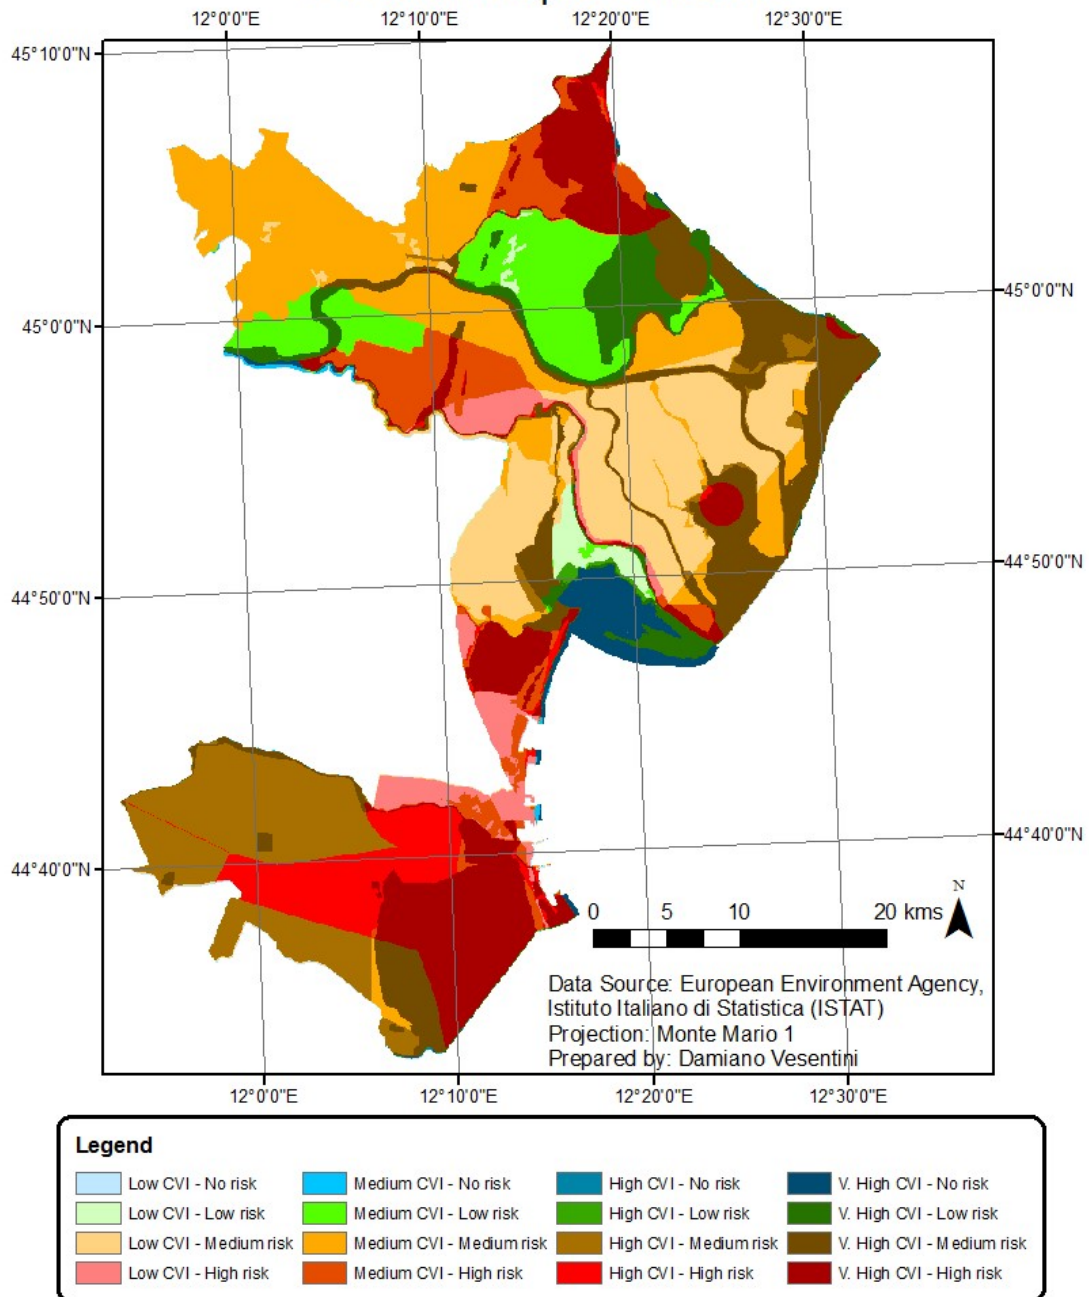 12°0'0"E 12°10'0"E 12°20'0"E 12°30'0"E
45°10'0"N
45°0'0"N
45°0'0"N
44°50'0"N
44°50'0"N
44°40'0"N
44°40'0"N
N
0 5 10 20 kms
Data Source: European Environment Agency,
Istituto Italiano di Statistica (ISTAT)
Projection: Monte Mario 1
Prepared by: Damiano Vesentini
12°0'0"E 12°10'0"E 12°20'0"E 12°30'0"E
Legend
Low CVI - No risk Medium CVI - No risk High CVI - No risk V. High CVI - No risk
Low CVI - Low risk Medium CVI - Low risk High CVI - Low risk V. High CVI - Low risk
Low CVI - Medium risk Medium CVI - Medium risk High CVI - Medium risk V. High CVI - Medium risk
Low CVI - High risk Medium CVI - High risk High CVI - High risk V. High CVI - High risk